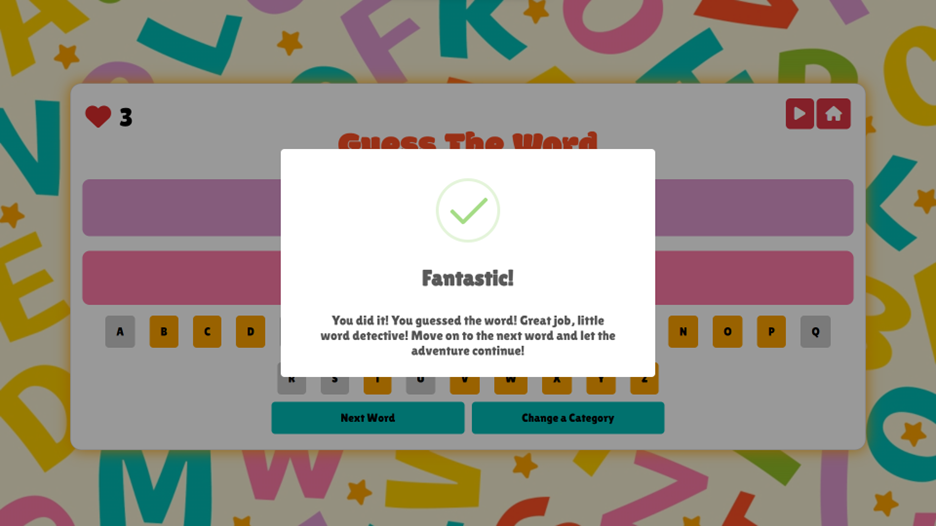 3
Guess The Word
Fantastic!
You did it! You guessed the word! Great job, little
word detective! Move on to the next word and let the
adventure continue!
A B C D N O P Q
R S T U V W X Y Z
Next Word Change a Category